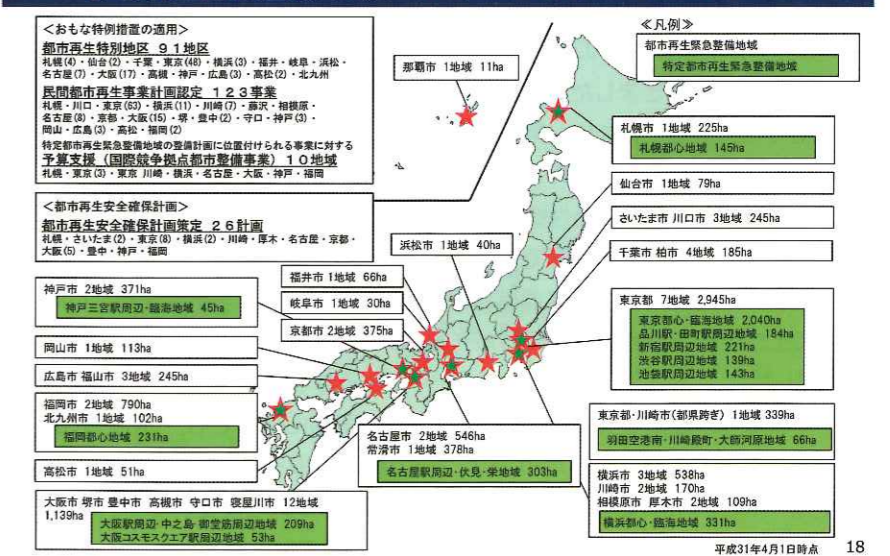 <おもな特例措置の適用>
都市再生特別地区 91地区
札幌(4)・仙台(2)・千葉・東京(48)・横浜(3)・福井・岐阜・浜松・
名古屋(7)・大阪(17)・高槻・神戸・広島(3)・高松(2)・北九州
民間都市再生事業計画認定 123事業
札幌・川口・東京(63)・横浜(11)・川崎(7)・藤沢・相模原・
名古屋(8)・京都・大阪(15)・堺・豊中(2)・守口・神戸(3)・
岡山・広島(3)・高松・福岡(2)
特定都市再生緊急整備地域の整備計画に位置付けられる事業に対する
予算支援(国際競争拠点都市整備事業)10地域
札幌・東京(3)・東京 川崎・横浜・名古屋・大阪・神戸・福岡
<都市再生安全確保計画>
都市再生安全確保計画策定 26計画
札幌・さいたま(2)・東京(8)・横浜(2)・川崎・厚木・名古屋・京都・
大阪(5)・豊中・神戸・福岡
≪凡例≫
都市再生緊急整備地域
特定都市再生緊急整備地域
那覇市 1地域 11ha
札幌市 1地域 225ha
札幌都心地域 145ha
仙台市 1地域 79ha
さいたま市 川口市 3地域 245ha
千葉市 柏市 4地域 185ha
浜松市 1地域 40ha
福井市 1地域 66ha
岐阜市 1地域 30ha
京都市 2地域 375ha
神戸市 2地域 371ha
神戸三宮駅周辺・臨海地域 45ha
岡山市 1地域 113ha
広島市 福山市 3地域 245ha
福岡市 2地域 790ha
北九州市 1地域 102ha
福岡都心地域 231ha
高松市 1地域 51ha
大阪市 堺市 豊中市 高槻市 守口市 寝屋川市 12地域
1,139ha
大阪駅周辺・中之島・御堂筋周辺地域 209ha
大阪コスモスクエア駅周辺地域 53ha
名古屋市 2地域 546ha
常滑市 1地域 378ha
名古屋駅周辺・伏見・栄地域 303ha
東京都 7地域 2,945ha
東京都心・臨海地域 2,040ha
品川駅・田町駅周辺地域 184ha
新宿駅周辺地域 221ha
渋谷駅周辺地域 139ha
池袋駅周辺地域 143ha
東京都・川崎市(都県跨ぎ) 1地域 339ha
羽田空港南・川崎殿町・大師河原地域 66ha
横浜市 3地域 538ha
川崎市 2地域 170ha
相模原市 厚木市 2地域 109ha
横浜都心・臨海地域 331ha
平成31年4月1日時点
18